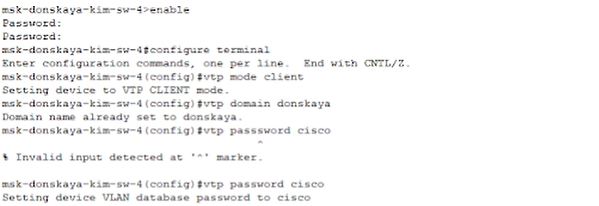 msk-donskaya-kim-sw-4>enable
Password:
Password:
msk-donskaya-kim-sw-4#configure terminal
Enter configuration commands, one per line.  End with CNTL/Z.
msk-donskaya-kim-sw-4(config)#vtp mode client
Setting device to VTP CLIENT mode.
msk-donskaya-kim-sw-4(config)#vtp domain donskaya
Domain name already set to donskaya.
msk-donskaya-kim-sw-4(config)#vtp passsword cisco
^
% Invalid input detected at '^' marker.
msk-donskaya-kim-sw-4(config)#vtp password cisco
Setting device VLAN database password to cisco